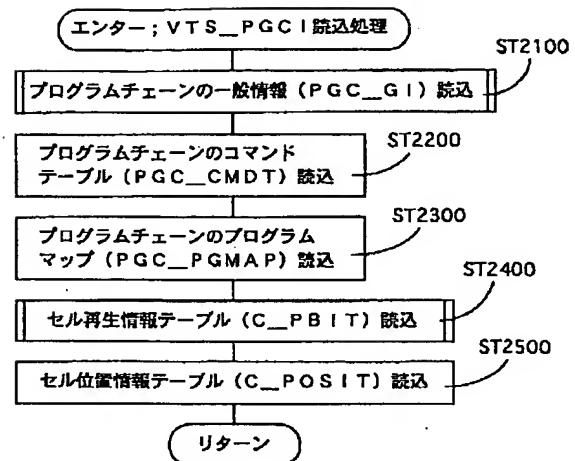 エンター；ＶＴＳ＿ＰＧＣＩ読込処理
ST2100
プログラムチェーンの一般情報（ＰＧＣ＿ＧＩ）読込
ST2200
プログラムチェーンのコマンド
テーブル（ＰＧＣ＿ＣＭＤＴ）読込
ST2300
プログラムチェーンのプログラム
マップ（ＰＧＣ＿ＰＧＭＡＰ）読込
ST2400
セル再生情報テーブル（Ｃ＿ＰＢＩＴ）読込
ST2500
セル位置情報テーブル（Ｃ＿ＰＯＳＩＴ）読込
リターン